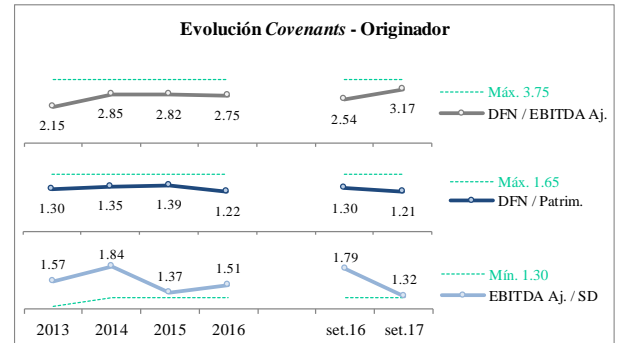 Evolución Covenants - Originador
Máx. 3.75
DFN / EBITDA Aj.
2.15 2.85 2.82 2.75 2.54 3.17
Máx. 1.65
DFN / Patrim.
1.30 1.35 1.39 1.22 1.30 1.21
1.57 1.84 1.37 1.51 1.79 1.32
Mín. 1.30
EBITDA Aj. / SD
2013 2014 2015 2016 set.16 set.17